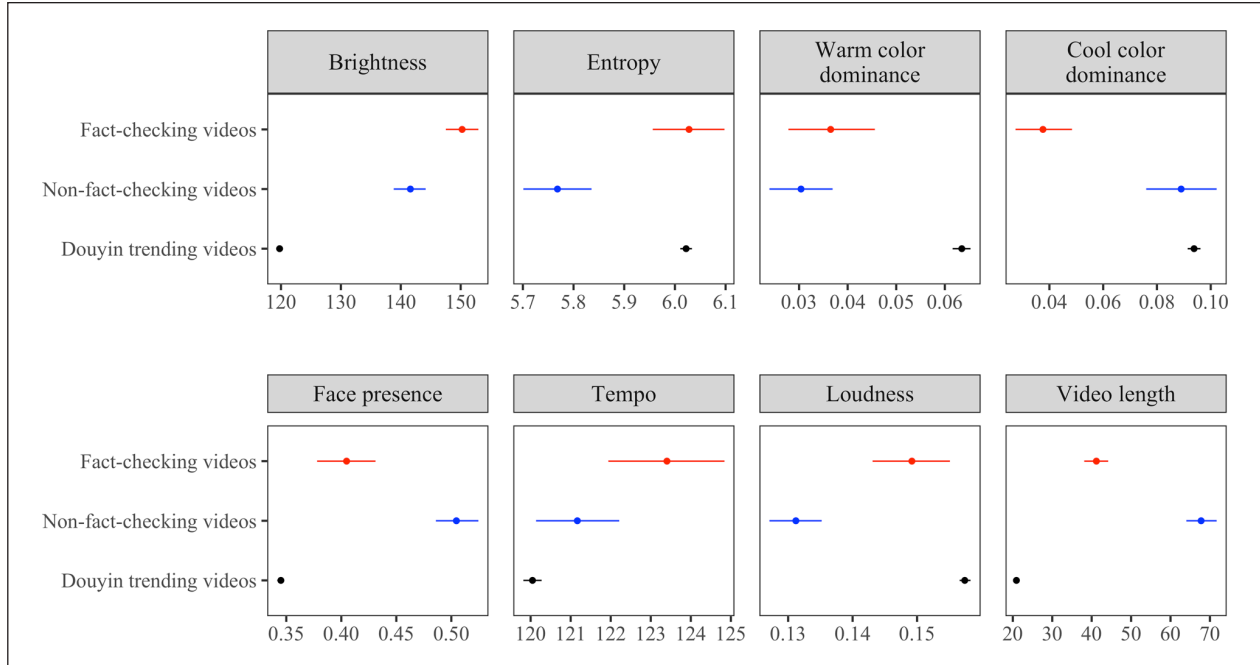 Brightness
Entropy
Warm color
dominance
Cool color
dominance
Fact-checking videos
Non-fact-checking videos
Douyin trending videos
120 130 140 150
5.7 5.8 5.9 6.0 6.1
0.03 0.04 0.05 0.06
0.04 0.06 0.08 0.10
Face presence
Tempo
Loudness
Video length
Fact-checking videos
Non-fact-checking videos
Douyin trending videos
0.35 0.40 0.45 0.50
120 121 122 123 124 125
0.13 0.14 0.15
20 30 40 50 60 70